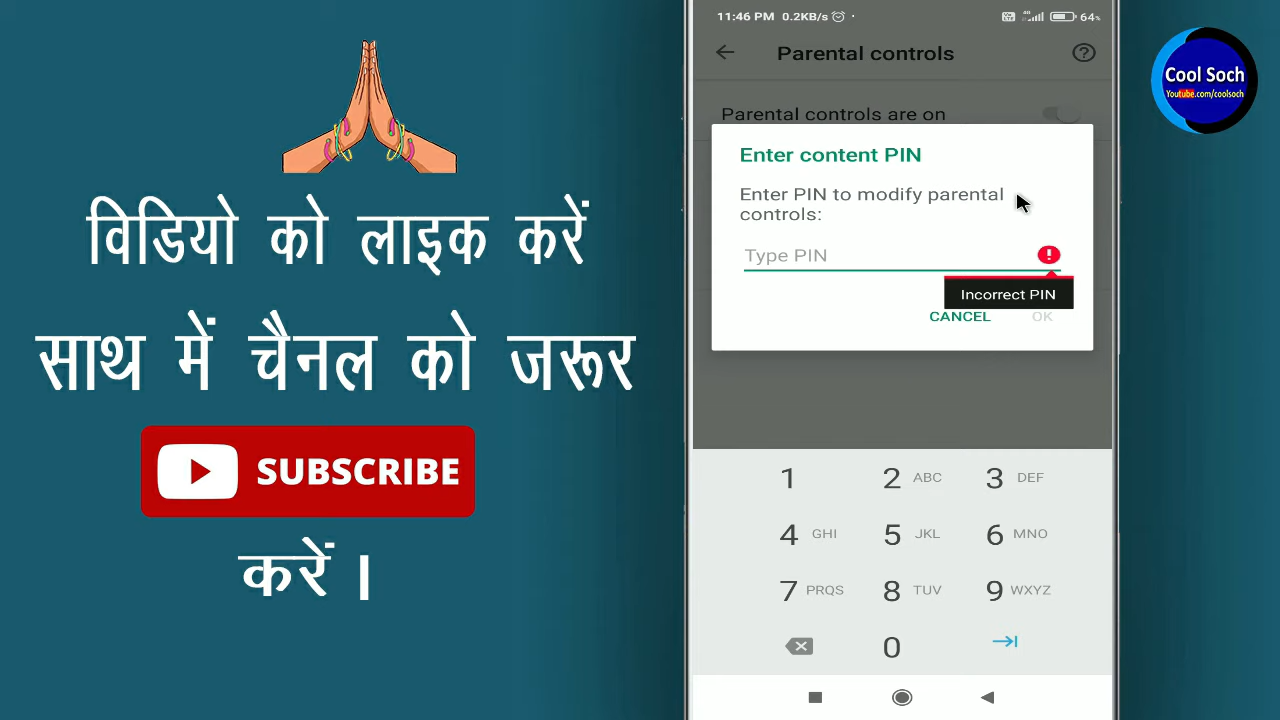 विडियो को लाइक करें
साथ में चैनल को जरूर
SUBSCRIBE
करें ।
11:46 PM 0.2KB/s
64%
Parental controls
Parental controls are on
Enter content PIN
Enter PIN to modify parental
controls:
Type PIN
Incorrect PIN
CANCEL OK
1 2 ABC 3 DEF
4 GHI 5 JKL 6 MNO
7 PRQS 8 TUV 9 WXYZ
0
Cool Soch
Youtube.com/coolsoch